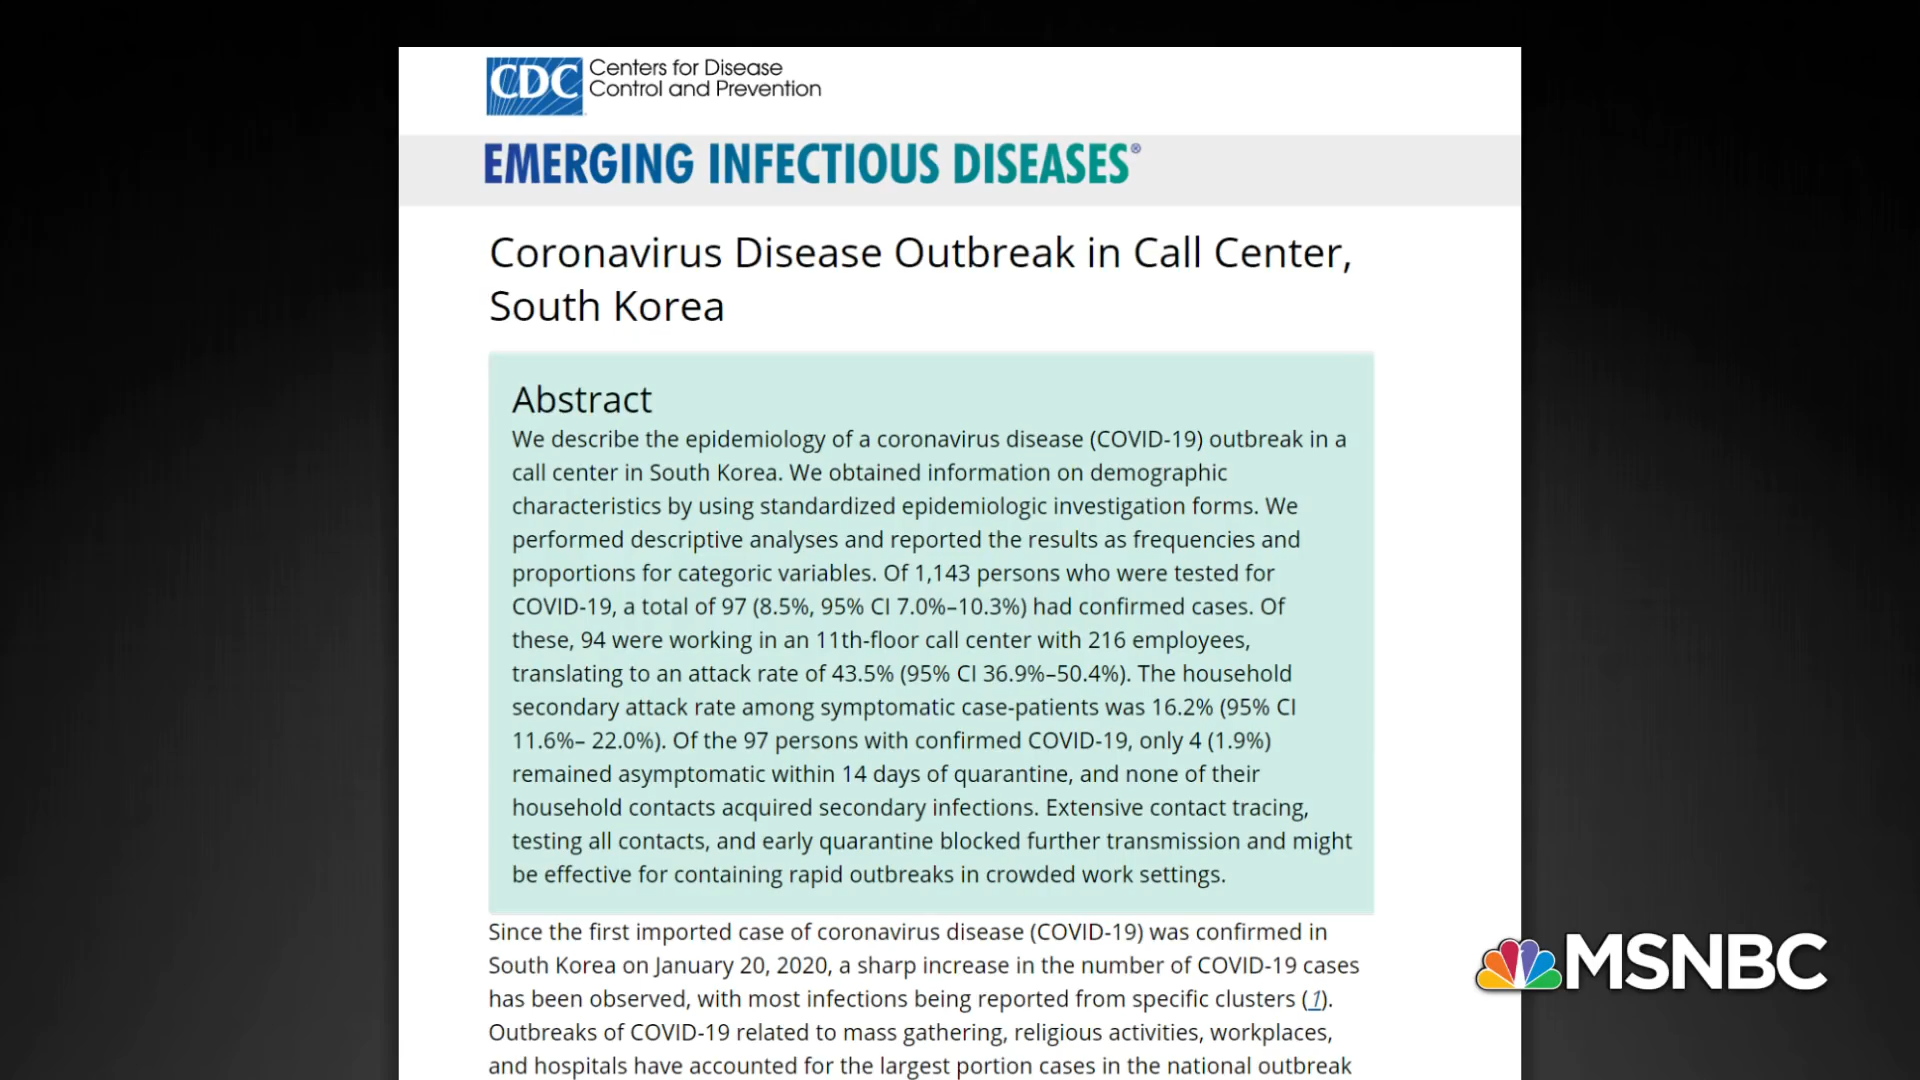 CDC Centers for Disease
Control and Prevention
EMERGING INFECTIOUS DISEASES®
Coronavirus Disease Outbreak in Call Center,
South Korea
Abstract
We describe the epidemiology of a coronavirus disease (COVID-19) outbreak in a
call center in South Korea. We obtained information on demographic
characteristics by using standardized epidemiologic investigation forms. We
performed descriptive analyses and reported the results as frequencies and
proportions for categoric variables. Of 1,143 persons who were tested for
COVID-19, a total of 97 (8.5%, 95% CI 7.0%–10.3%) had confirmed cases. Of
these, 94 were working in an 11th-floor call center with 216 employees,
translating to an attack rate of 43.5% (95% CI 36.9%–50.4%). The household
secondary attack rate among symptomatic case-patients was 16.2% (95% CI
11.6%– 22.0%). Of the 97 persons with confirmed COVID-19, only 4 (1.9%)
remained asymptomatic within 14 days of quarantine, and none of their
household contacts acquired secondary infections. Extensive contact tracing,
testing all contacts, and early quarantine blocked further transmission and might
be effective for containing rapid outbreaks in crowded work settings.
Since the first imported case of coronavirus disease (COVID-19) was confirmed in
South Korea on January 20, 2020, a sharp increase in the number of COVID-19 cases
has been observed, with most infections being reported from specific clusters (1).
Outbreaks of COVID-19 related to mass gathering, religious activities, workplaces,
and hospitals have accounted for the largest portion cases in the national outbreak
MSNBC